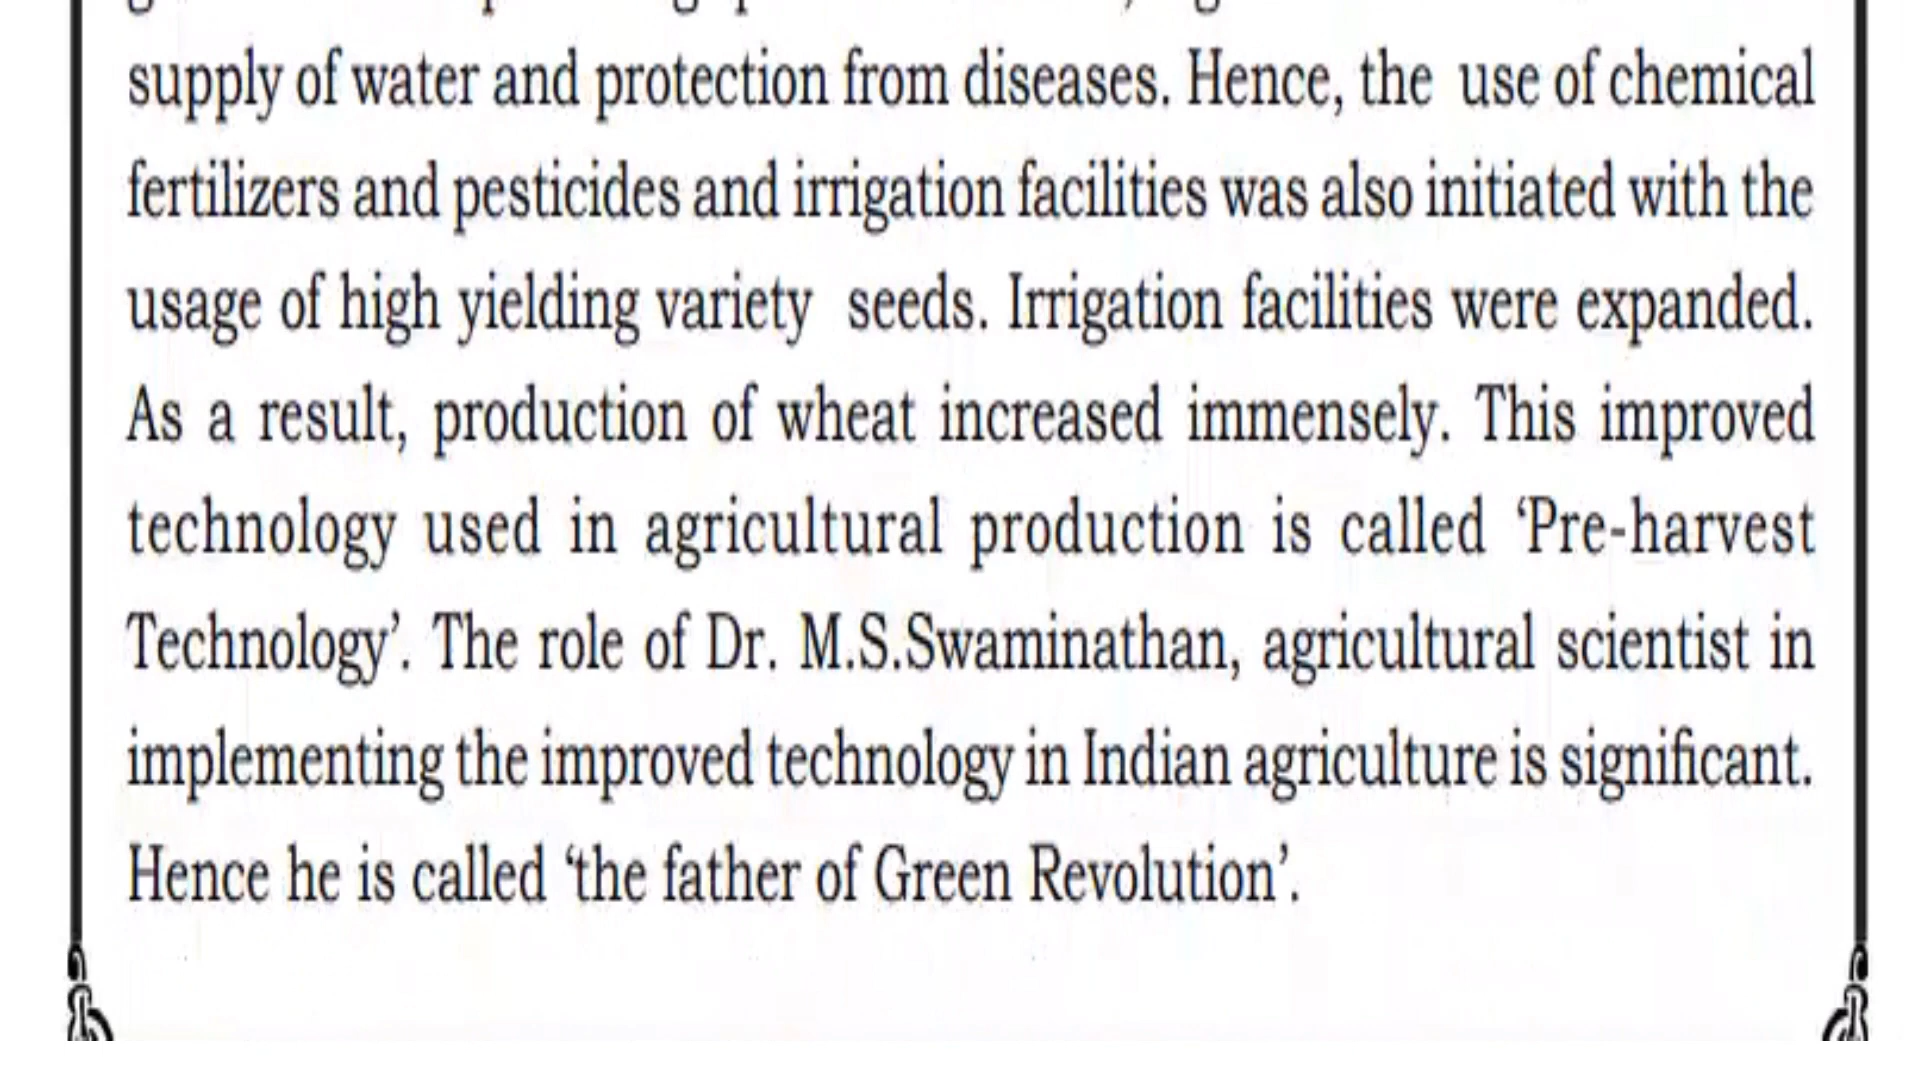 supply of water and protection from diseases. Hence, the use of chemical
fertilizers and pesticides and irrigation facilities was also initiated with the
usage of high yielding variety seeds. Irrigation facilities were expanded.
As a result, production of wheat increased immensely. This improved
technology used in agricultural production is called ‘Pre-harvest
Technology’. The role of Dr. M.S.Swaminathan, agricultural scientist in
implementing the improved technology in Indian agriculture is significant.
Hence he is called ‘the father of Green Revolution’.